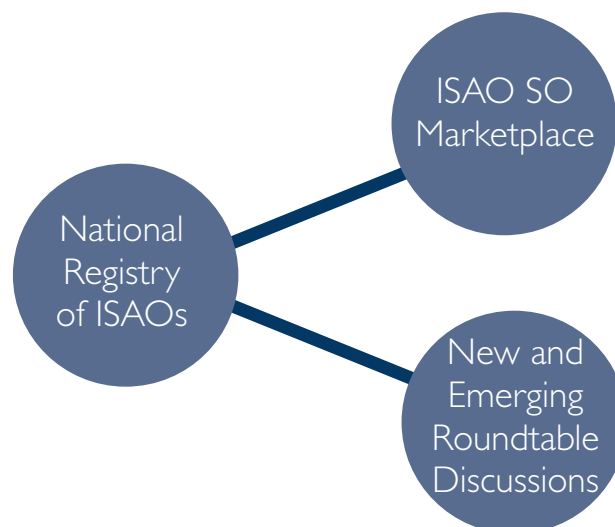 ISAO SO
Marketplace
National
Registry
of ISAOs
New and
Emerging
Roundtable
Discussions